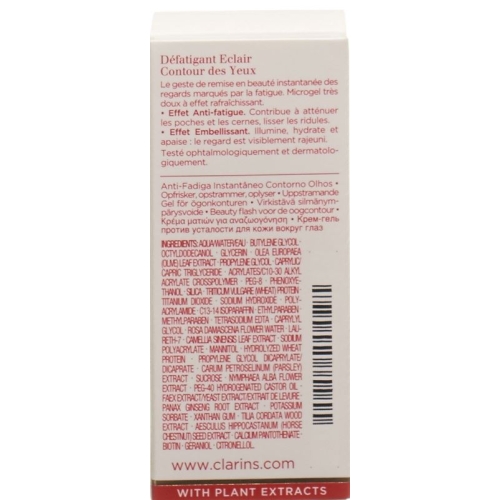 Défatigant Eclair
Contour des Yeux
Le geste de remise en beauté instantanée des
regards marqués par la fatigue. Microgel très
doux à effet rafraîchissant.
• Effet Anti-fatigue. Contribue à atténuer
les poches et les cernes, lisser les ridules.
• Effet Embellissant. Illumine, hydrate et
apaise : le regard est visiblement rajeuni.
Testé ophtalmologiquement et dermatolo-
giquement.
Anti-Fadiga Instantâneo Contorno Olhos •
Opfrisker, opstrammer, oplyser • Uppstramande
Gel för ögonkonturen • Virkistävä silmänym-
pärysvoide • Beauty flash voor de oogcontour •
Κρέμα ματιών για αναζωογόνηση • Крем-гель
против усталости для кожи вокруг глаз
INGREDIENTS: AQUA/WATER/EAU · BUTYLENE GLYCOL ·
OCTYLDODECANOL · GLYCERIN · OLEA EUROPAEA
(OLIVE) LEAF EXTRACT · PROPYLENE GLYCOL · CAPRYLIC/
CAPRIC TRIGLYCERIDE · ACRYLATES/C10-30 ALKYL
ACRYLATE CROSSPOLYMER · PEG-8 · PHENOXYE-
THANOL · SILICA · TRITICUM VULGARE (WHEAT) PROTEIN ·
TITANIUM DIOXIDE · SODIUM HYDROXIDE · POLY-
ACRYLAMIDE · C13-14 ISOPARAFFIN · ETHYLPARABEN ·
METHYLPARABEN · TETRASODIUM EDTA · CAPRYLYL
GLYCOL · ROSA DAMASCENA FLOWER WATER · LAU-
RETH-7 · CAMELLIA SINENSIS LEAF EXTRACT · SODIUM
POLYACRYLATE · MANNITOL · HYDROLYZED WHEAT
PROTEIN · PROPYLENE GLYCOL DICAPRYLATE/
DICAPRATE · CARUM PETROSELINUM (PARSLEY)
EXTRACT · SUCROSE · NYMPHAEA ALBA FLOWER
EXTRACT · PEG-40 HYDROGENATED CASTOR OIL ·
FAEX EXTRACT/YEAST EXTRACT/EXTRAIT DE LEVURE ·
PANAX GINSENG ROOT EXTRACT · POTASSIUM
SORBATE · XANTHAN GUM · TILIA CORDATA WOOD
EXTRACT · AESCULUS HIPPOCASTANUM (HORSE
CHESTNUT) SEED EXTRACT · CALCIUM PANTOTHENATE ·
BIOTIN · GÉRANIOL · CITRONELLOL.
www.clarins.com
WITH PLANT EXTRACTS